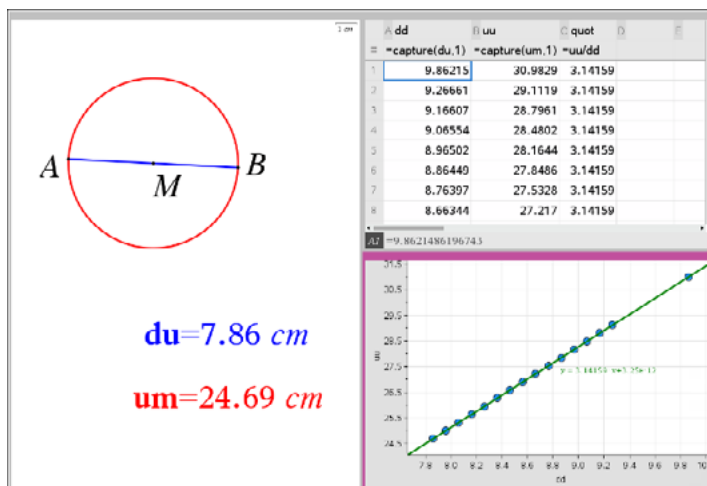 1 cm
A
M
B
du=7.86 cm
um=24.69 cm
A dd B uu C quot D E
= =capture(du,1) =capture(um,1) =uu/dd
1 9.86215 30.9829 3.14159
2 9.26661 29.1119 3.14159
3 9.16607 28.7961 3.14159
4 9.06554 28.4802 3.14159
5 8.96502 28.1644 3.14159
6 8.86449 27.8486 3.14159
7 8.76397 27.5328 3.14159
8 8.66344 27.217 3.14159
A1 =9.8621486196743
31.5
30.5
29.5
28.5
27.5
26.5
25.5
24.5
uu
7.8 8.0 8.2 8.4 8.6 8.8 9.0 9.2 9.4 9.6 9.8 10